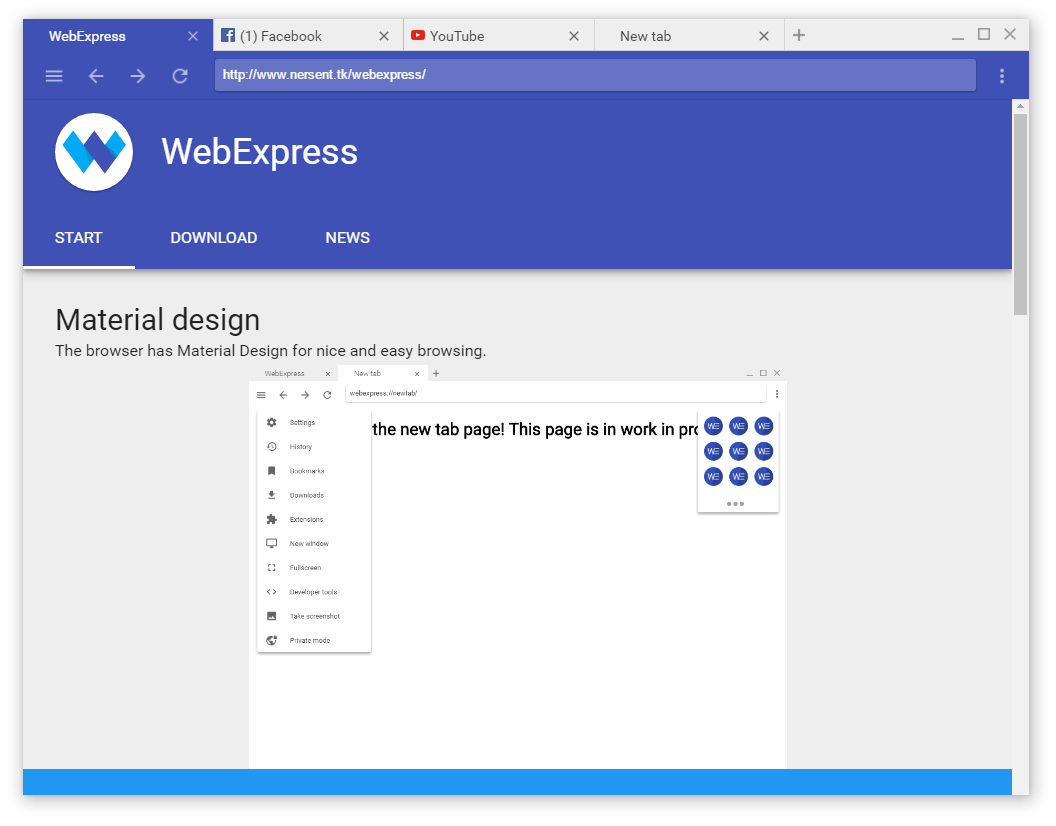 WebExpress
(1) Facebook
YouTube
New tab
http://www.nersent.tk/webexpress/
WebExpress
START DOWNLOAD NEWS
Material design
The browser has Material Design for nice and easy browsing.
WebExpress
New tab
webexpress://newtab/
the new tab page! This page is in work in pro
Settings
History
Bookmarks
Downloads
Extensions
New window
Fullscreen
Developer tools
Take screenshot
Private mode
WE WE WE
WE WE WE
WE WE WE